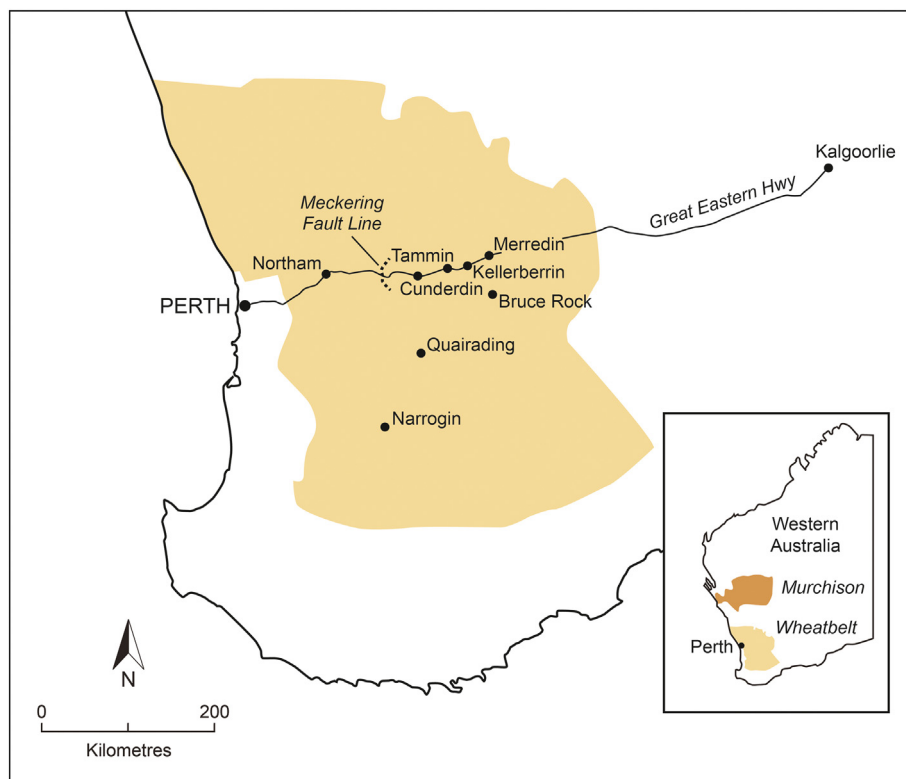 Kalgoorlie
Great Eastern Hwy
Meckering
Fault Line
Merredin
Tammin
Northam
Kellerberrin
Cunderdin
PERTH
Bruce Rock
Quairading
Narrogin
Western
Australia
Murchison
Wheatbelt
Perth
N
0
200
Kilometres